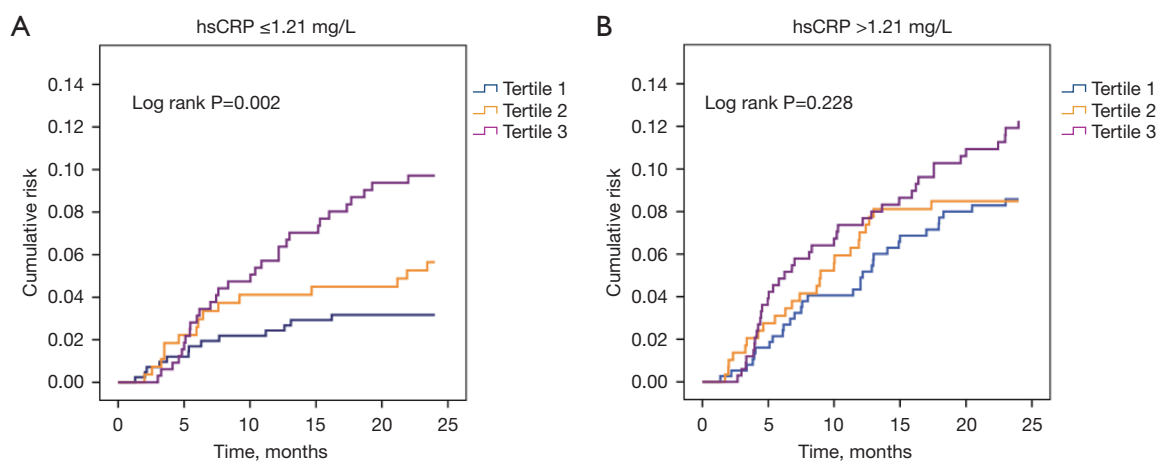 A
hsCRP ≤1.21 mg/L
Log rank P=0.002
Tertile 1
Tertile 2
Tertile 3
Cumulative risk
0.14
0.12
0.10
0.08
0.06
0.04
0.02
0.00
0 5 10 15 20 25
Time, months
B
hsCRP >1.21 mg/L
Log rank P=0.228
Tertile 1
Tertile 2
Tertile 3
Cumulative risk
0.14
0.12
0.10
0.08
0.06
0.04
0.02
0.00
0 5 10 15 20 25
Time, months